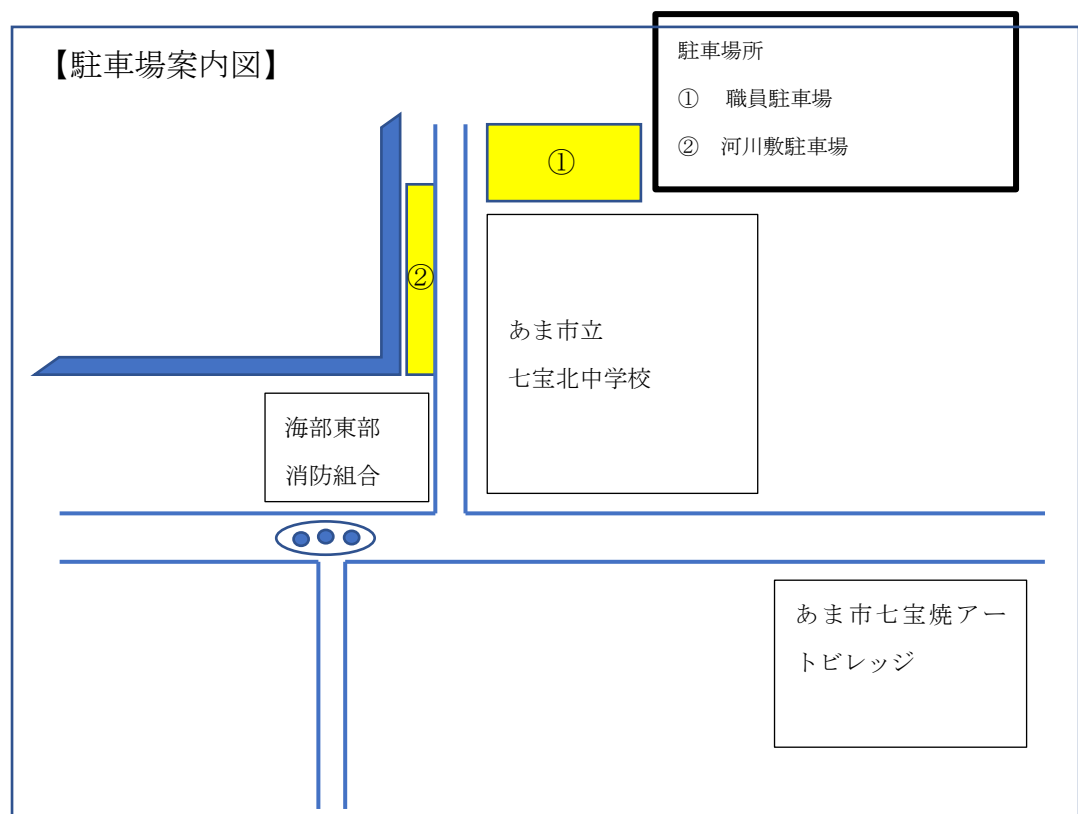 【駐車場案内図】
駐車場所
① 職員駐車場
② 河川敷駐車場
①
②
あま市立
七宝北中学校
海部東部
消防組合
あま市七宝焼アー
トビレッジ